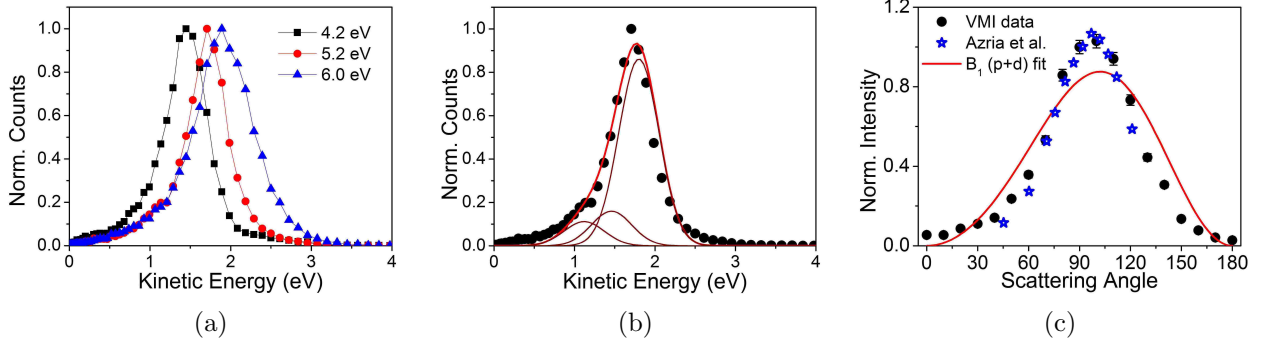 (a)
4.2 eV
5.2 eV
6.0 eV
Norm. Counts
1.0
0.8
0.6
0.4
0.2
0.0
0 1 2 3 4
Kinetic Energy (eV)
(a)
(b)
Norm. Counts
1.0
0.8
0.6
0.4
0.2
0.0
0 1 2 3 4
Kinetic Energy (eV)
(b)
(c)
VMI data
Azria et al.
B₁ (p+d) fit
Norm. Intensity
1.2
0.8
0.4
0.0
0 30 60 90 120 150 180
Scattering Angle
(c)